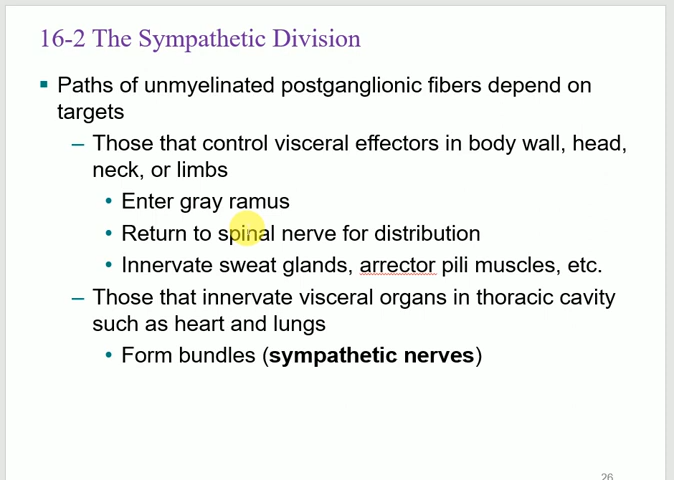 16-2 The Sympathetic Division
▪ Paths of unmyelinated postganglionic fibers depend on
targets
– Those that control visceral effectors in body wall, head,
neck, or limbs
• Enter gray ramus
• Return to spinal nerve for distribution
• Innervate sweat glands, arrector pili muscles, etc.
– Those that innervate visceral organs in thoracic cavity
such as heart and lungs
• Form bundles (sympathetic nerves)
26